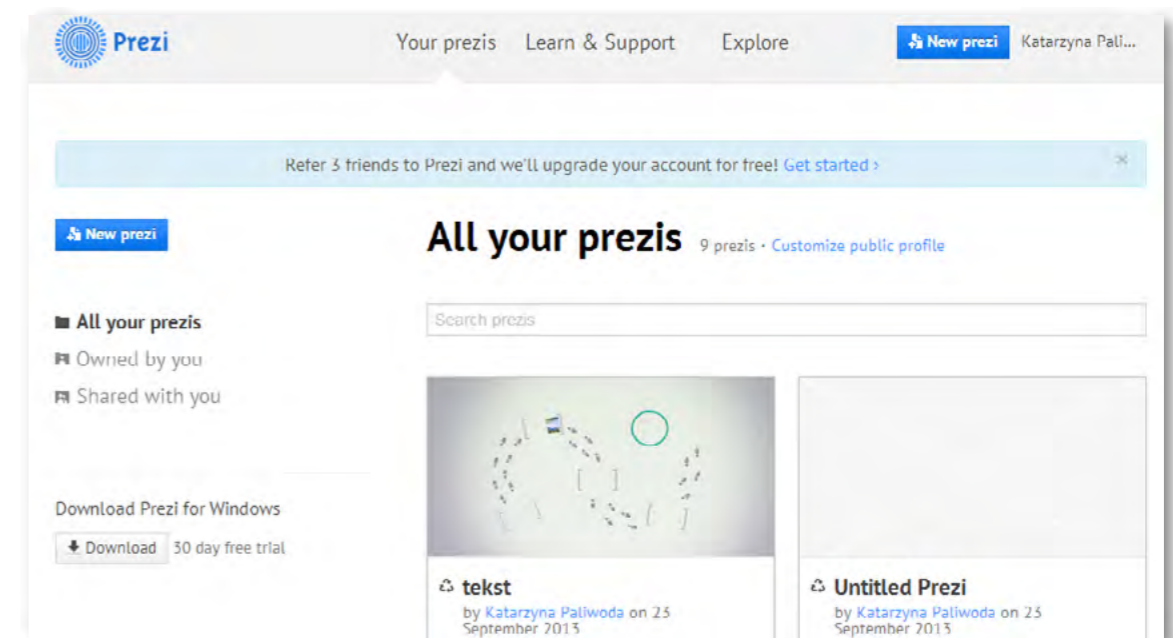 Prezi
Your prezis Learn & Support Explore
New prezi Katarzyna Pali...
Refer 3 friends to Prezi and we'll upgrade your account for free! Get started ›
×
New prezi
All your prezis 9 prezis · Customize public profile
All your prezis
Search prezis
Owned by you
Shared with you
Download Prezi for Windows
Download 30 day free trial
tekst
by Katarzyna Paliwoda on 23
September 2013
Untitled Prezi
by Katarzyna Paliwoda on 23
September 2013